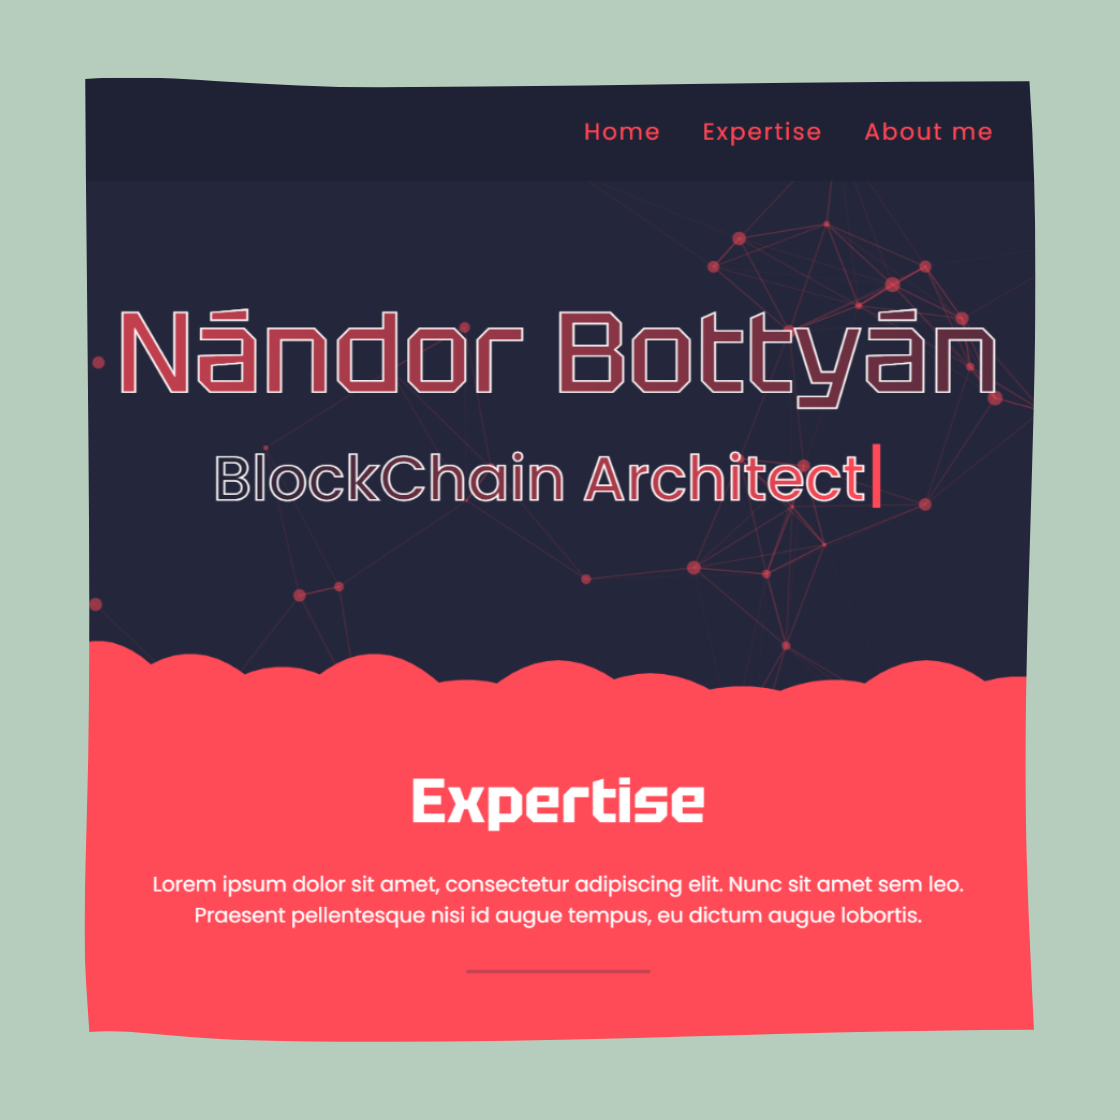 Home Expertise About me
Nándor Bottyán
BlockChain Architect
Expertise
Lorem ipsum dolor sit amet, consectetur adipiscing elit. Nunc sit amet sem leo.
Praesent pellentesque nisi id augue tempus, eu dictum augue lobortis.